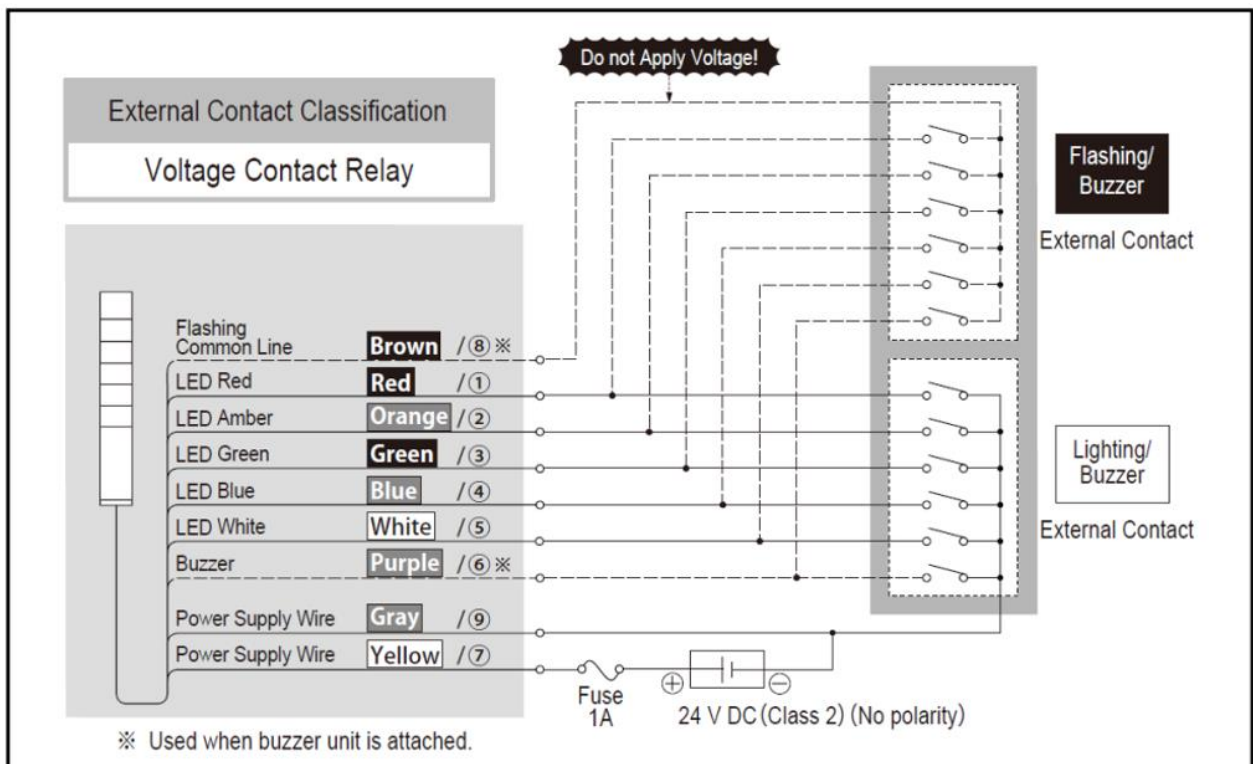 Do not Apply Voltage!
External Contact Classification
Voltage Contact Relay
Flashing/
Buzzer
External Contact
Flashing
Common Line Brown /⑧※
LED Red Red /①
LED Amber Orange /②
LED Green Green /③
LED Blue Blue /④
LED White White /⑤
Buzzer Purple /⑥※
Power Supply Wire Gray /⑨
Power Supply Wire Yellow /⑦
Lighting/
Buzzer
External Contact
Fuse
1A
⊕ ⊖
24 V DC (Class 2) (No polarity)
※ Used when buzzer unit is attached.